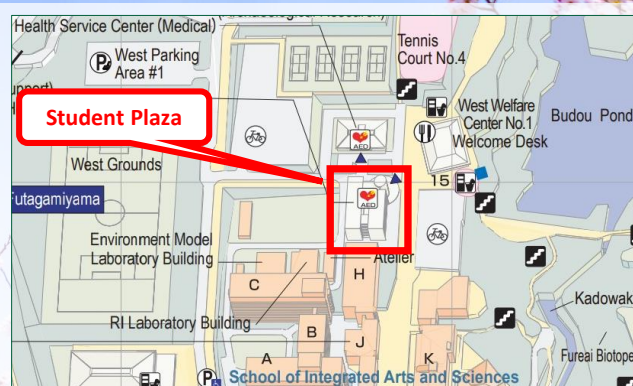 Health Service Center (Medical)
West Parking
Area #1
Tennis
Court No.4
Student Plaza
AED
West Welfare
Center No.1
Welcome Desk
Budou Pond
West Grounds
15
AED
utagamiyama
Environment Model
Laboratory Building
Atelier
C
H
RI Laboratory Building
Kadowak
B
J
Fureai Biotope
A
K
School of Integrated Arts and Sciences